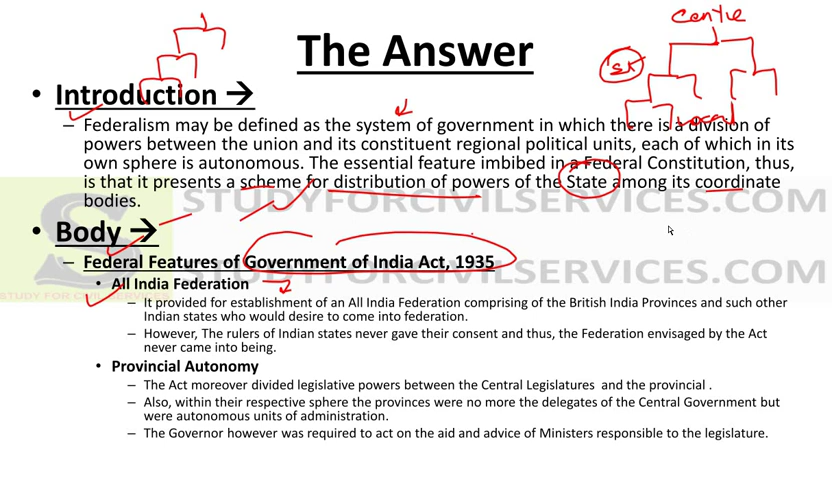 The Answer
Centre
St
Local
• Introduction →
– Federalism may be defined as the system of government in which there is a division of
powers between the union and its constituent regional political units, each of which in its
own sphere is autonomous. The essential feature imbibed in a Federal Constitution, thus,
is that it presents a scheme for distribution of powers of the State among its coordinate
bodies.
STUDYFORCIVILSERVICES.COM
• Body →
– Federal Features of Government of India Act, 1935
STUDYFORCIVILSERVICES.COM
STUDY FOR CIVIL SERVICES
• All India Federation
– It provided for establishment of an All India Federation comprising of the British India Provinces and such other
Indian states who would desire to come into federation.
– However, The rulers of Indian states never gave their consent and thus, the Federation envisaged by the Act
never came into being.
• Provincial Autonomy
– The Act moreover divided legislative powers between the Central Legislatures and the provincial .
– Also, within their respective sphere the provinces were no more the delegates of the Central Government but
were autonomous units of administration.
– The Governor however was required to act on the aid and advice of Ministers responsible to the legislature.